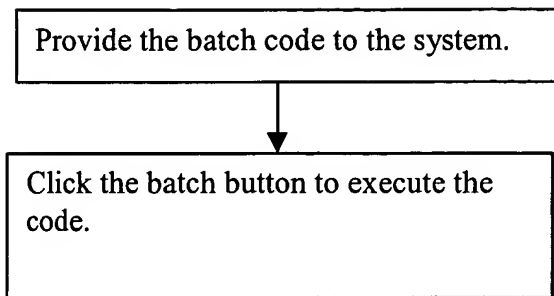 Provide the batch code to the system.
Click the batch button to execute the
code.